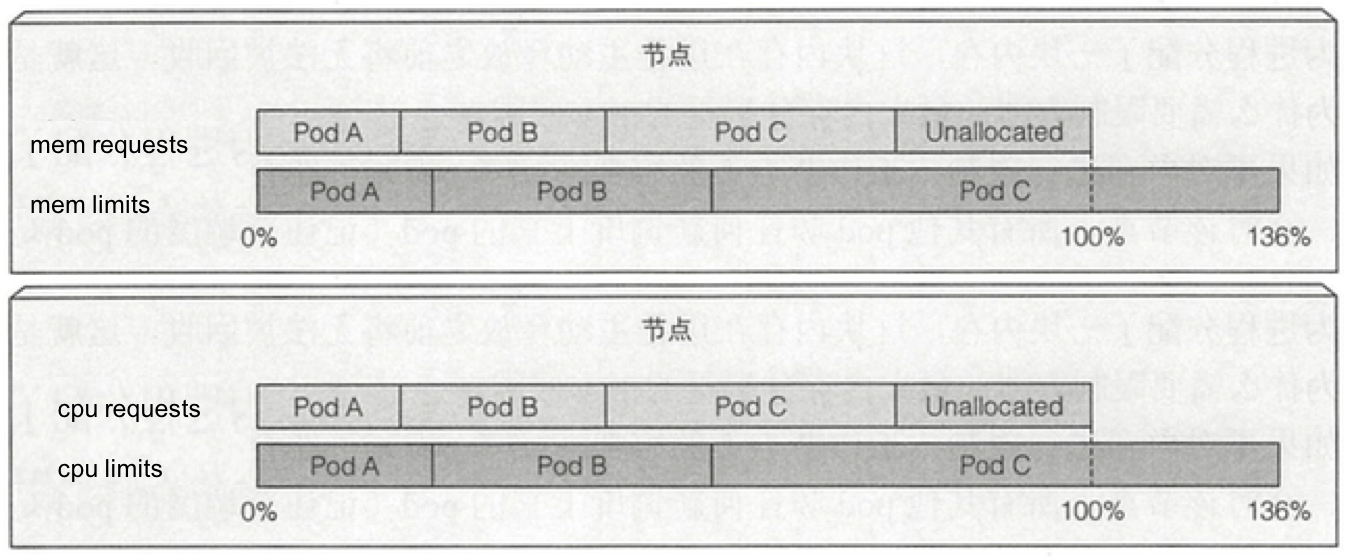 节点
mem requests Pod A Pod B Pod C Unallocated
mem limits Pod A Pod B Pod C
0% 100% 136%
节点
cpu requests Pod A Pod B Pod C Unallocated
cpu limits Pod A Pod B Pod C
0% 100% 136%